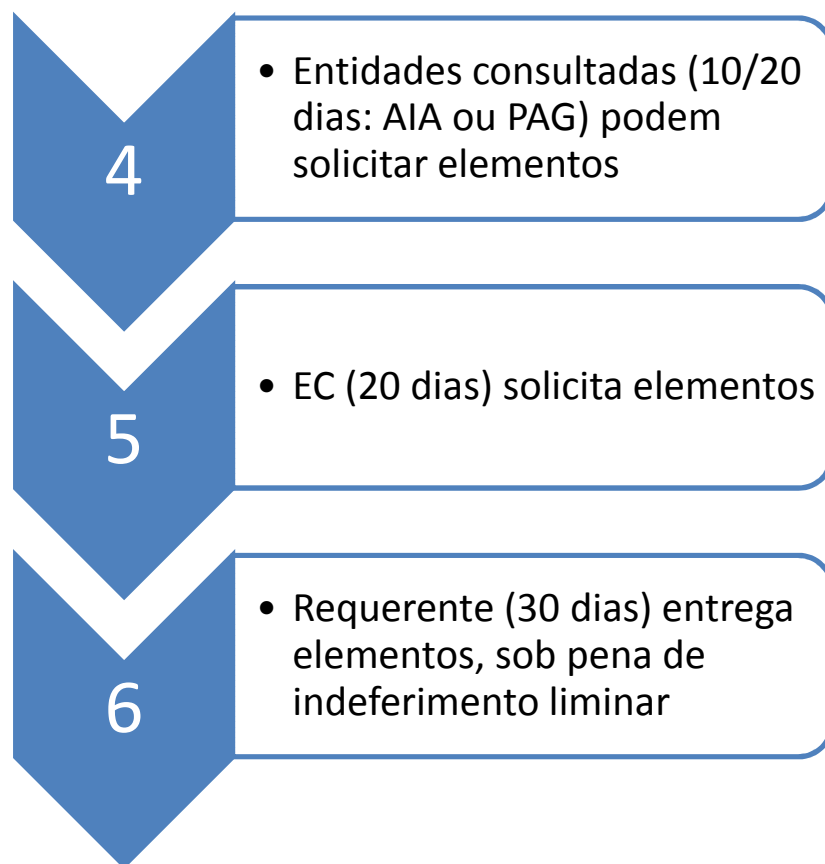 4
• Entidades consultadas (10/20
dias: AIA ou PAG) podem
solicitar elementos
5
• EC (20 dias) solicita elementos
6
• Requerente (30 dias) entrega
elementos, sob pena de
indeferimento liminar